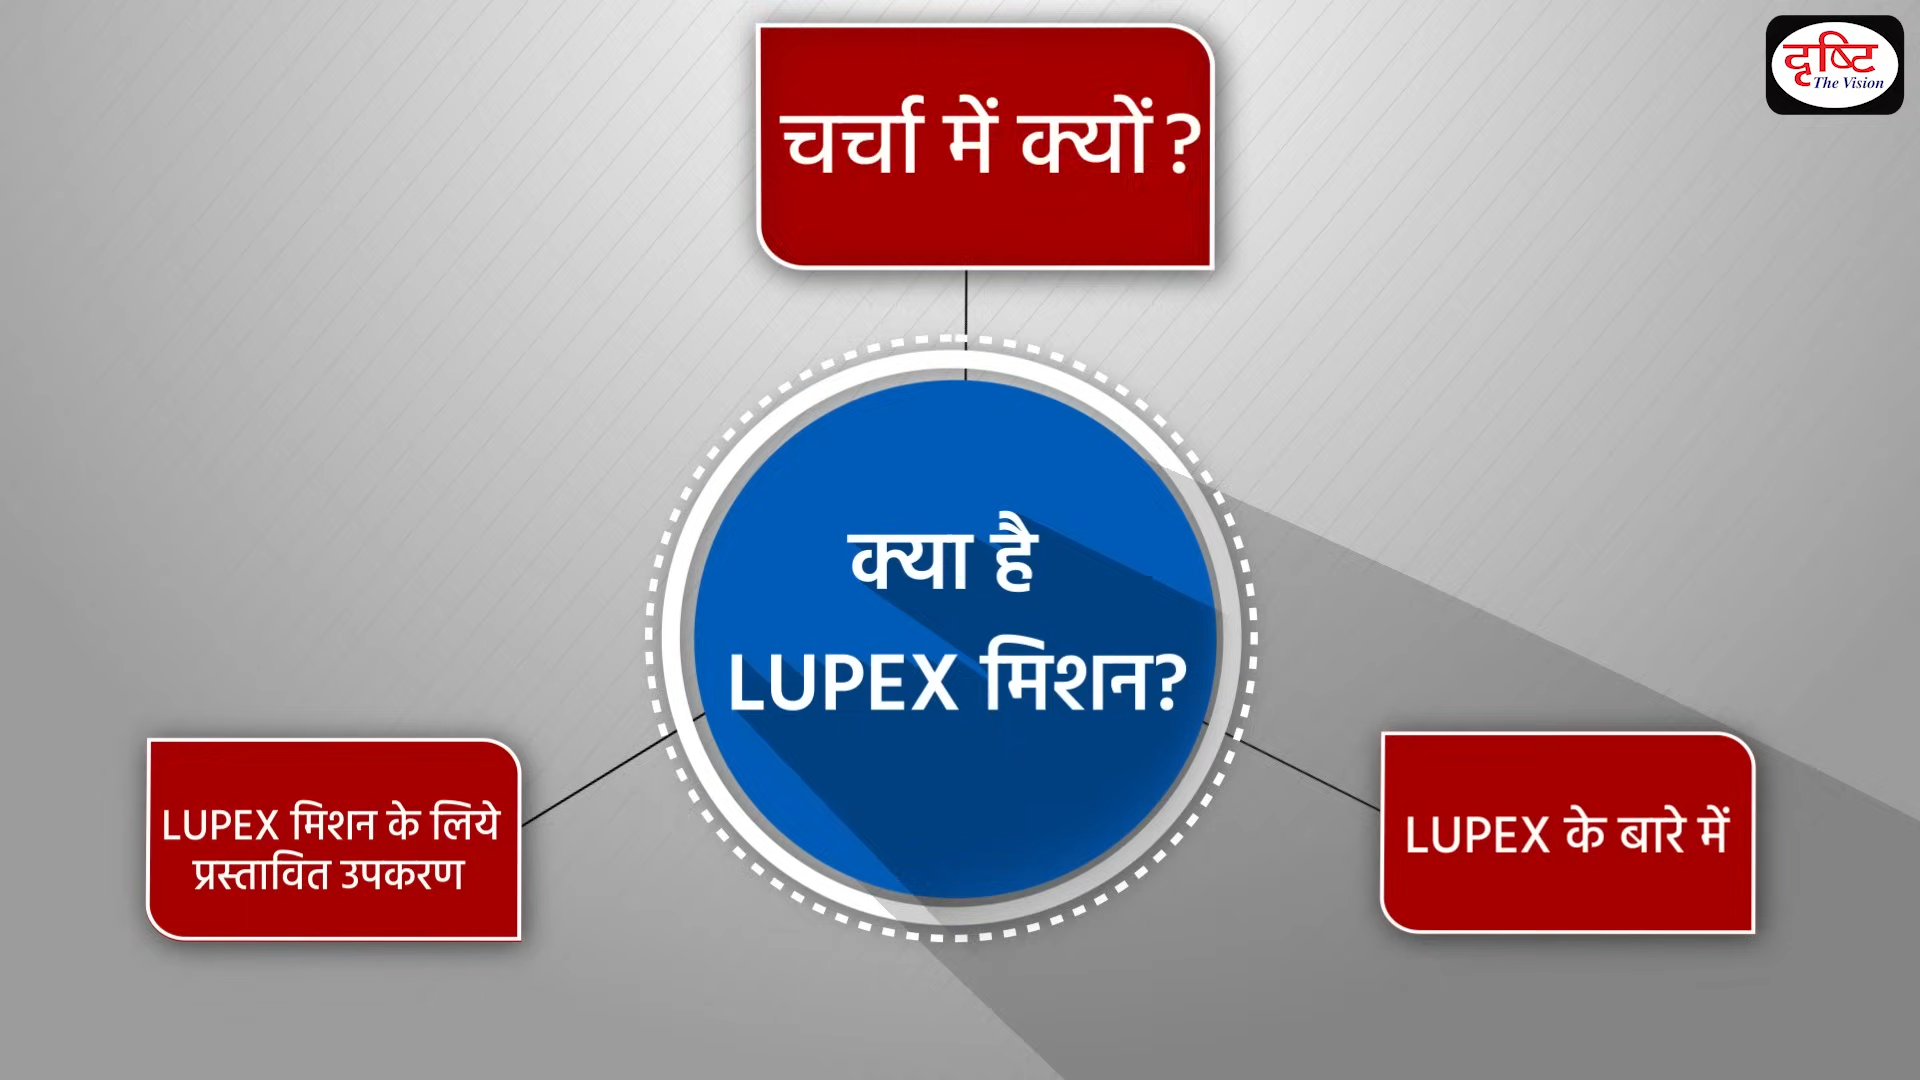 चर्चा में क्यों?
दृष्टि
The Vision
क्या है
LUPEX मिशन?
LUPEX मिशन के लिये
प्रस्तावित उपकरण
LUPEX के बारे में